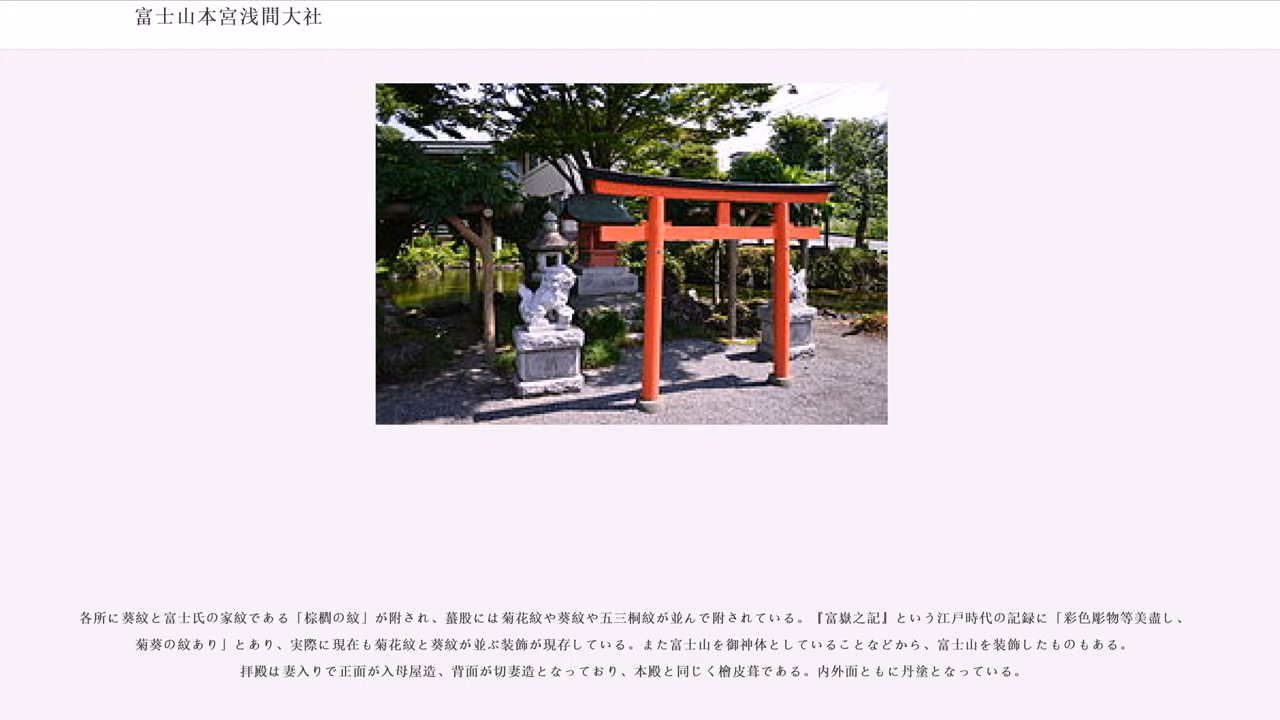 富士山本宮浅間大社
各所に葵紋と富士氏の家紋である「棕櫚の紋」が附され、蟇股には菊花紋や葵紋や五三桐紋が並んで附されている。『富嶽之記』という江戸時代の記録に「彩色彫物等美盡し、
菊葵の紋あり」とあり、実際に現在も菊花紋と葵紋が並ぶ装飾が現存している。また富士山を御神体としていることなどから、富士山を装飾したものもある。
拝殿は妻入りで正面が入母屋造、背面が切妻造となっており、本殿と同じく檜皮葺である。内外面ともに丹塗となっている。